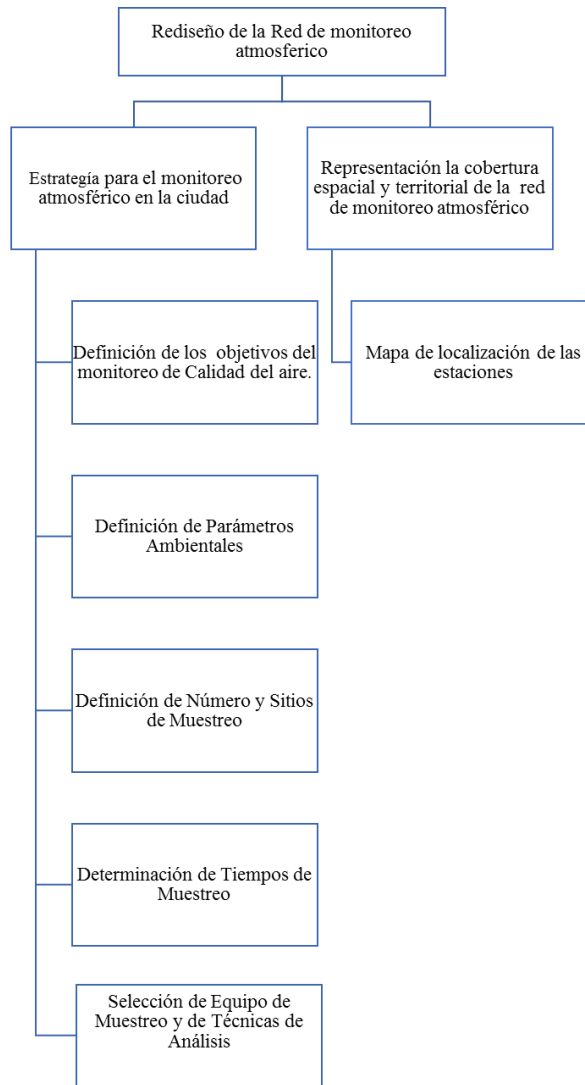 Rediseño de la Red de monitoreo
atmosferico
Estrategía para el monitoreo
atmosférico en la ciudad
Representación la cobertura
espacial y territorial de la red
de monitoreo atmosférico
Definición de los objetivos del
monitoreo de Calidad del aire.
Mapa de localización de las
estaciones
Definición de Parámetros
Ambientales
Definición de Número y Sitios
de Muestreo
Determinación de Tiempos de
Muestreo
Selección de Equipo de
Muestreo y de Técnicas de
Análisis